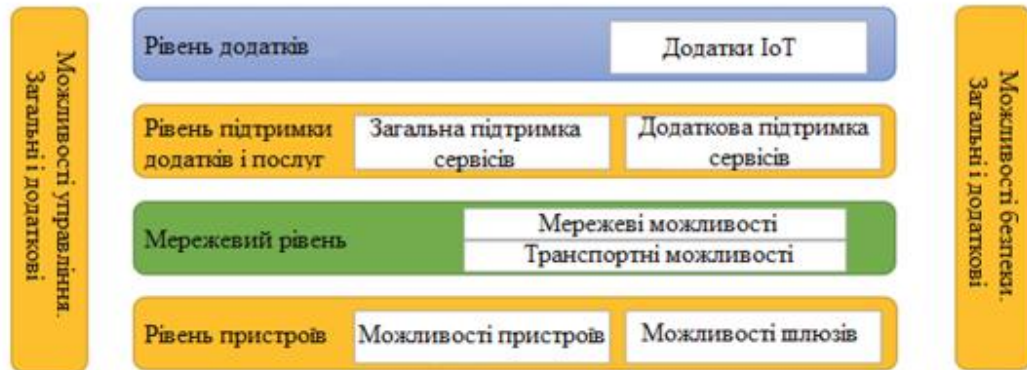 Можливості управління.
Загальні і додаткові
Рівень додатків
Додатки ІоТ
Рівень підтримки
додатків і послуг
Загальна підтримка
сервісів
Додаткова підтримка
сервісів
Мережевий рівень
Мережеві можливості
Транспортні можливості
Рівень пристроїв
Можливості пристроїв
Можливості шлюзів
Можливості безпеки.
Загальні і додаткові